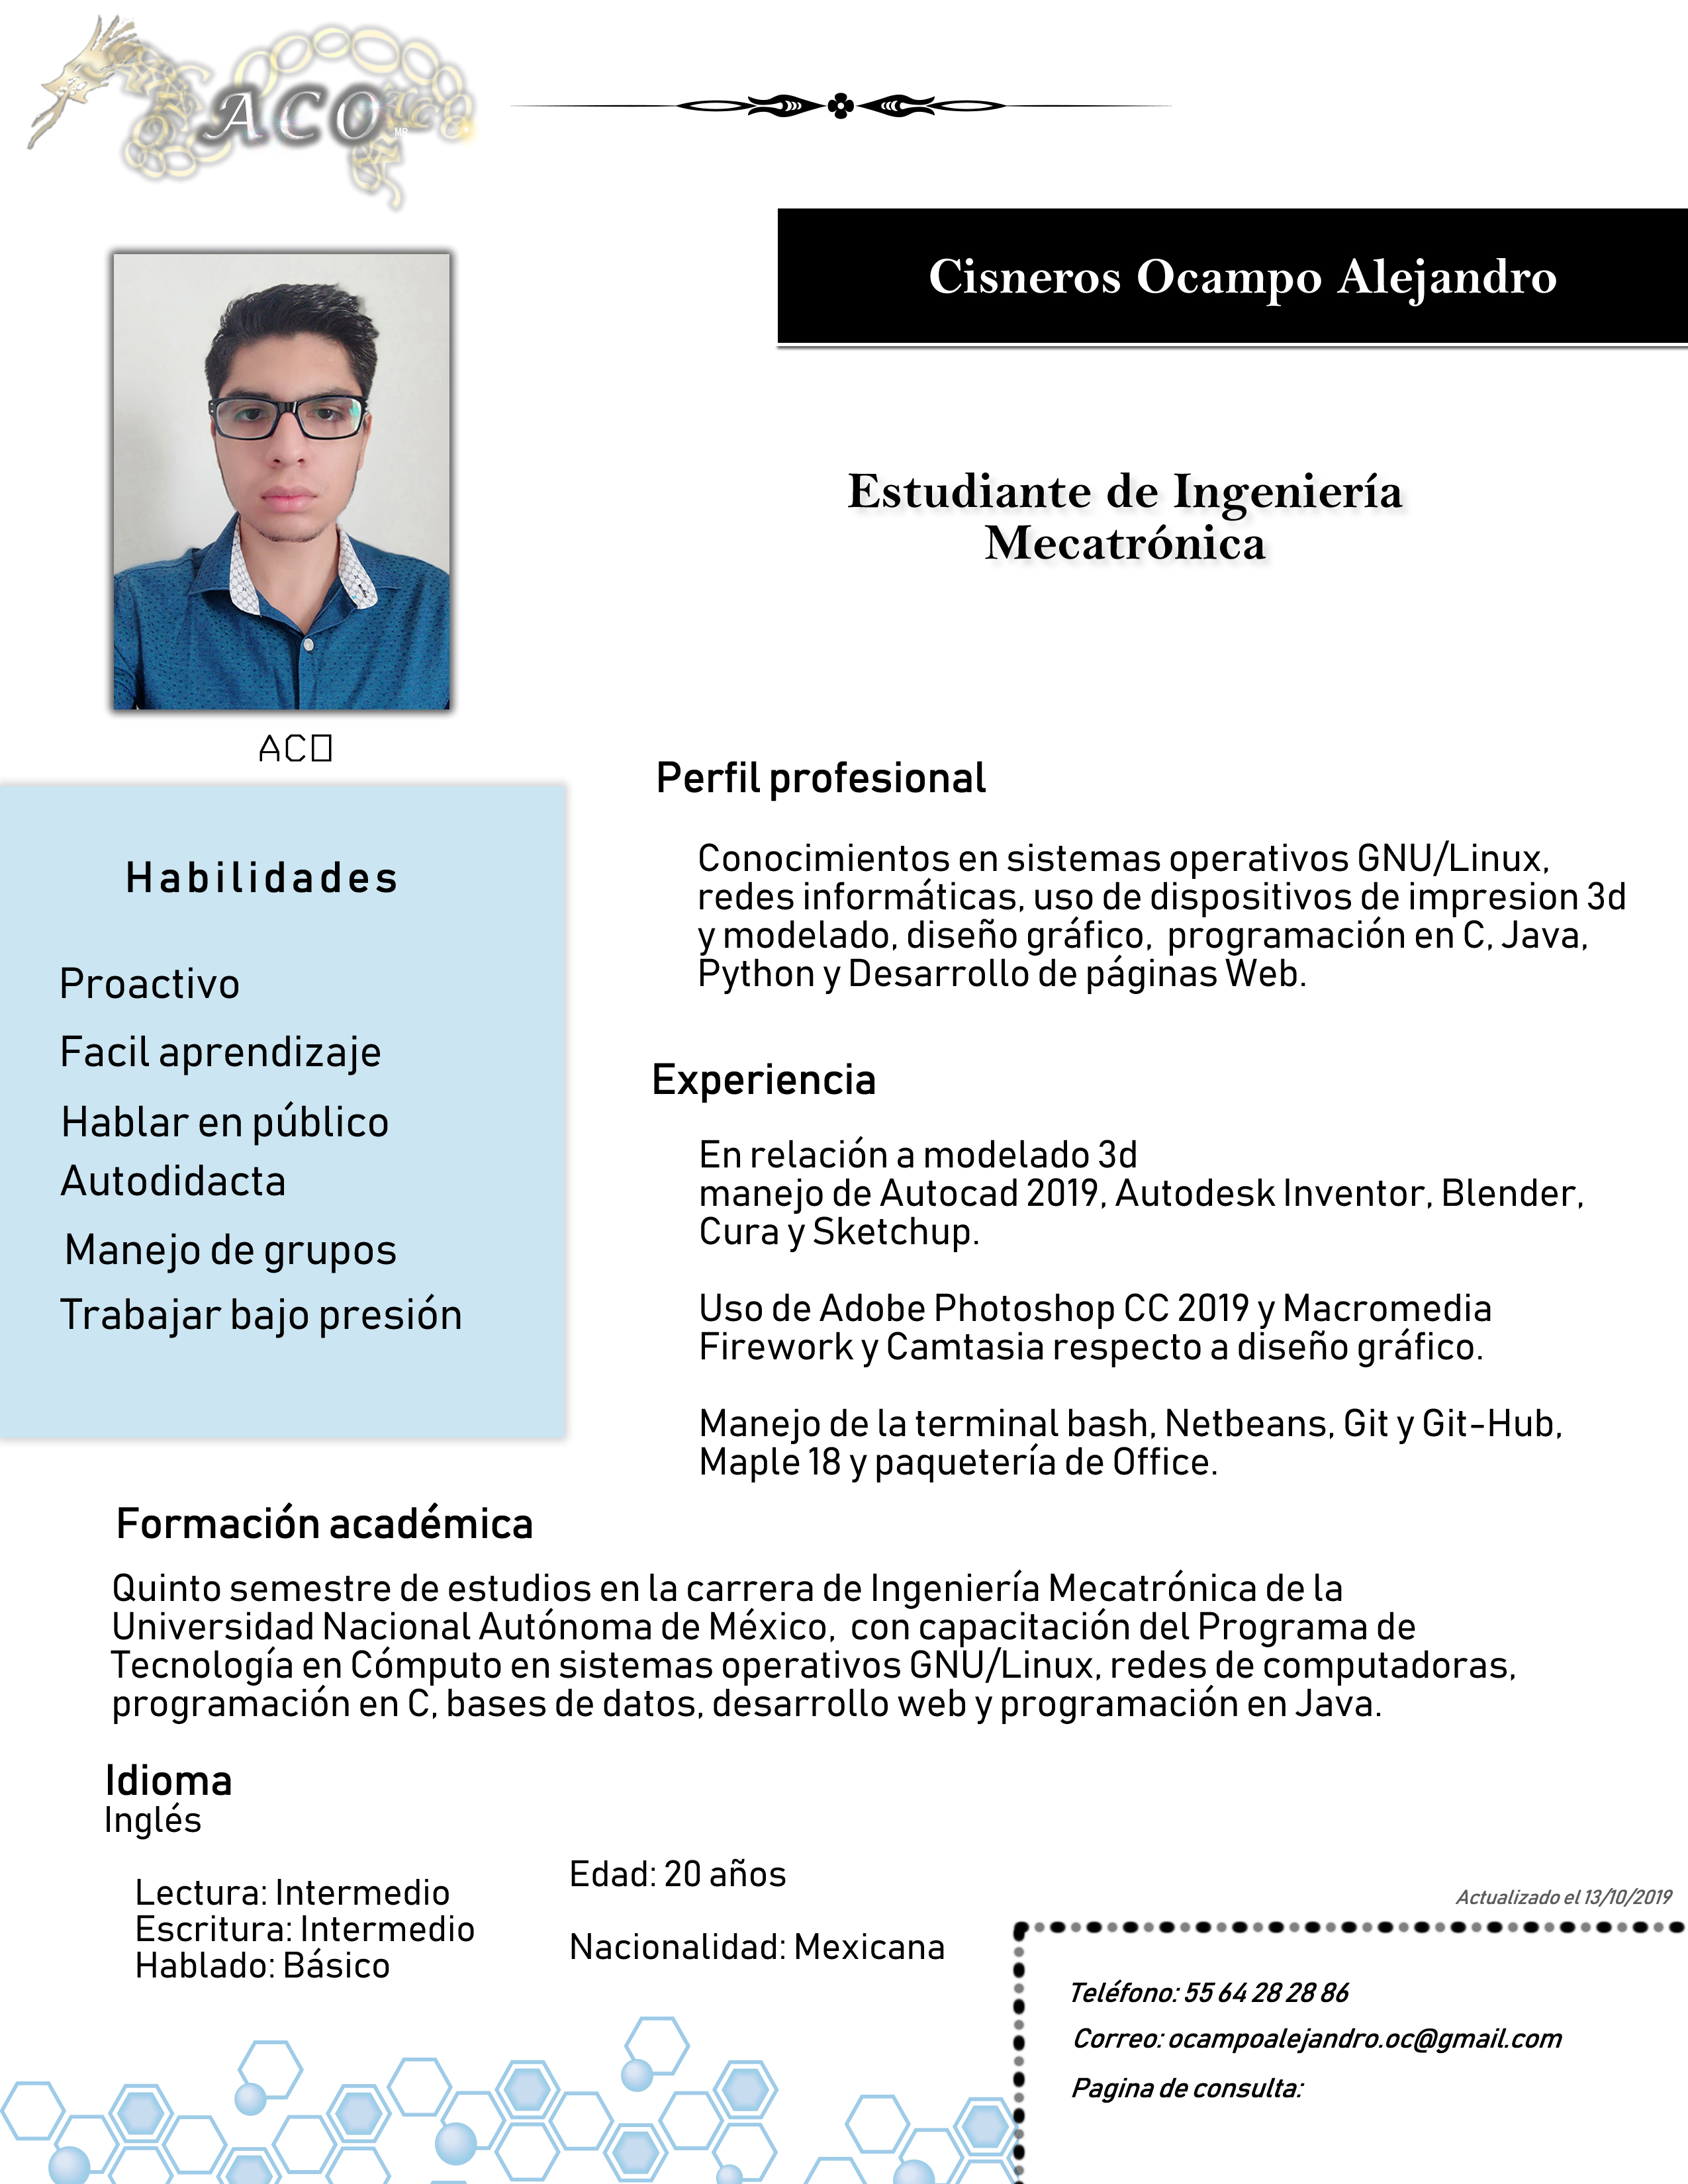 ACO
MR
Cisneros Ocampo Alejandro
Estudiante de Ingeniería
Mecatrónica
ACO
Habilidades
Proactivo
Facil aprendizaje
Hablar en público
Autodidacta
Manejo de grupos
Trabajar bajo presión
Perfil profesional
Conocimientos en sistemas operativos GNU/Linux,
redes informáticas, uso de dispositivos de impresion 3d
y modelado, diseño gráfico,  programación en C, Java,
Python y Desarrollo de páginas Web.
Experiencia
En relación a modelado 3d
manejo de Autocad 2019, Autodesk Inventor, Blender,
Cura y Sketchup.
Uso de Adobe Photoshop CC 2019 y Macromedia
Firework y Camtasia respecto a diseño gráfico.
Manejo de la terminal bash, Netbeans, Git y Git-Hub,
Maple 18 y paquetería de Office.
Formación académica
Quinto semestre de estudios en la carrera de Ingeniería Mecatrónica de la
Universidad Nacional Autónoma de México,  con capacitación del Programa de
Tecnología en Cómputo en sistemas operativos GNU/Linux, redes de computadoras,
programación en C, bases de datos, desarrollo web y programación en Java.
Idioma
Inglés
Lectura: Intermedio
Escritura: Intermedio
Hablado: Básico
Edad: 20 años
Nacionalidad: Mexicana
Actualizado el 13/10/2019
Teléfono: 55 64 28 28 86
Correo: ocampoalejandro.oc@gmail.com
Pagina de consulta: